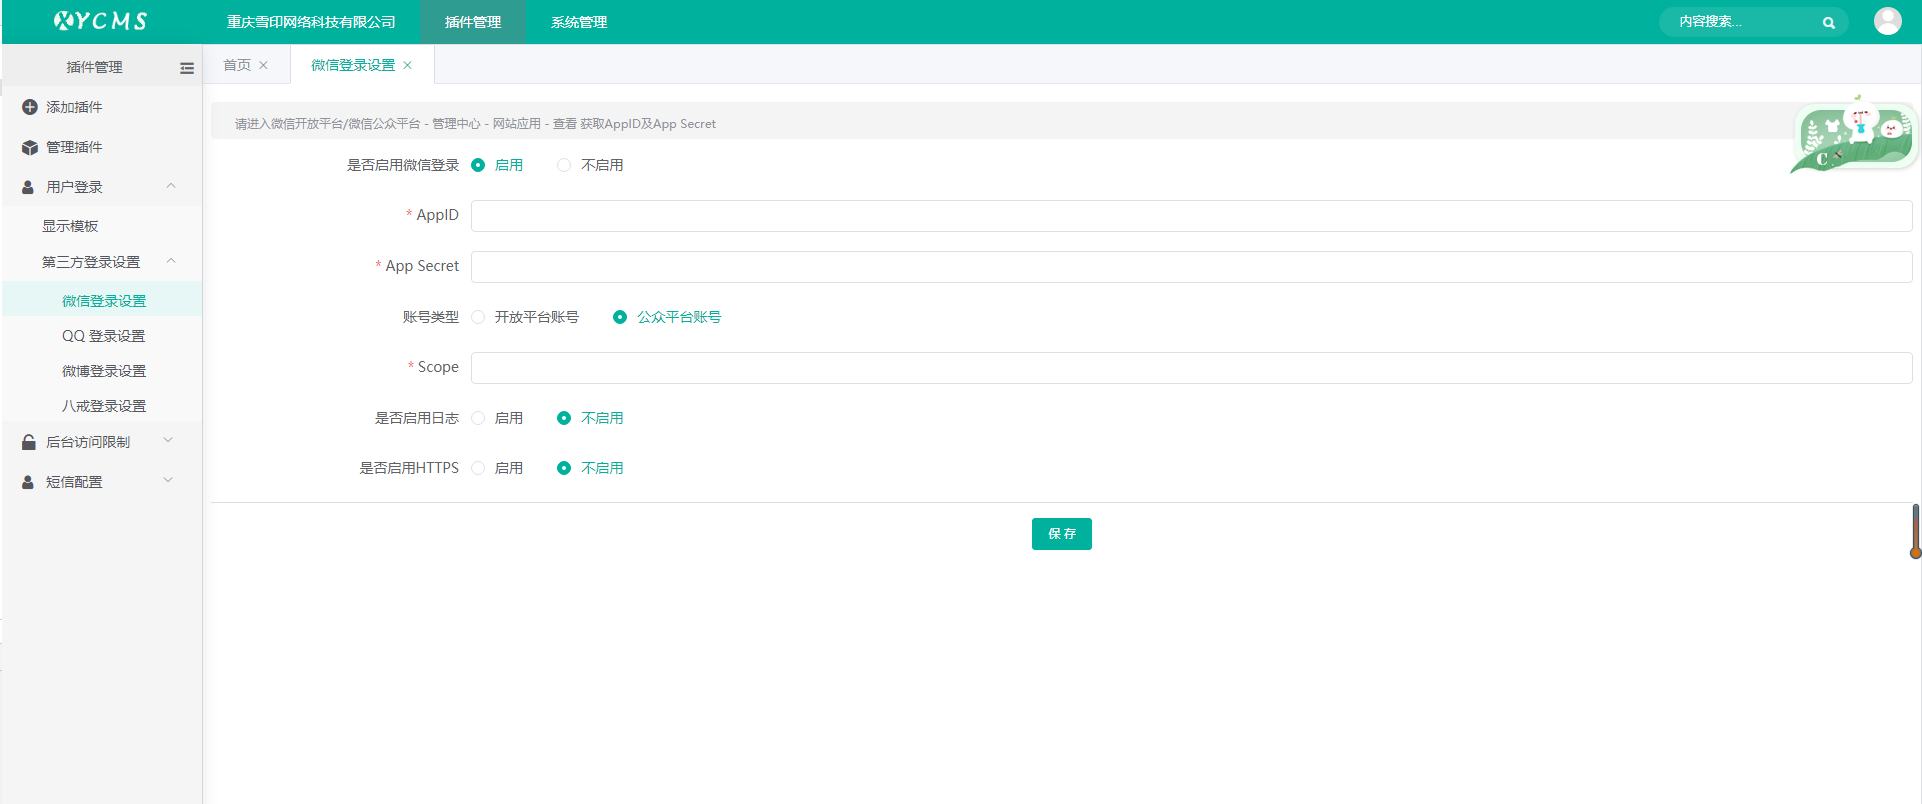 XYCMS 重庆雪印网络科技有限公司 插件管理 系统管理 内容搜索...
插件管理
首页 微信登录设置
添加插件
管理插件
用户登录
显示模板
第三方登录设置
微信登录设置
QQ 登录设置
微博登录设置
八戒登录设置
后台访问限制
短信配置
请进入微信开放平台/微信公众平台 - 管理中心 - 网站应用 - 查看 获取AppID及App Secret
是否启用微信登录 启用 不启用
* AppID
* App Secret
账号类型 开放平台账号 公众平台账号
* Scope
是否启用日志 启用 不启用
是否启用HTTPS 启用 不启用
保存
C